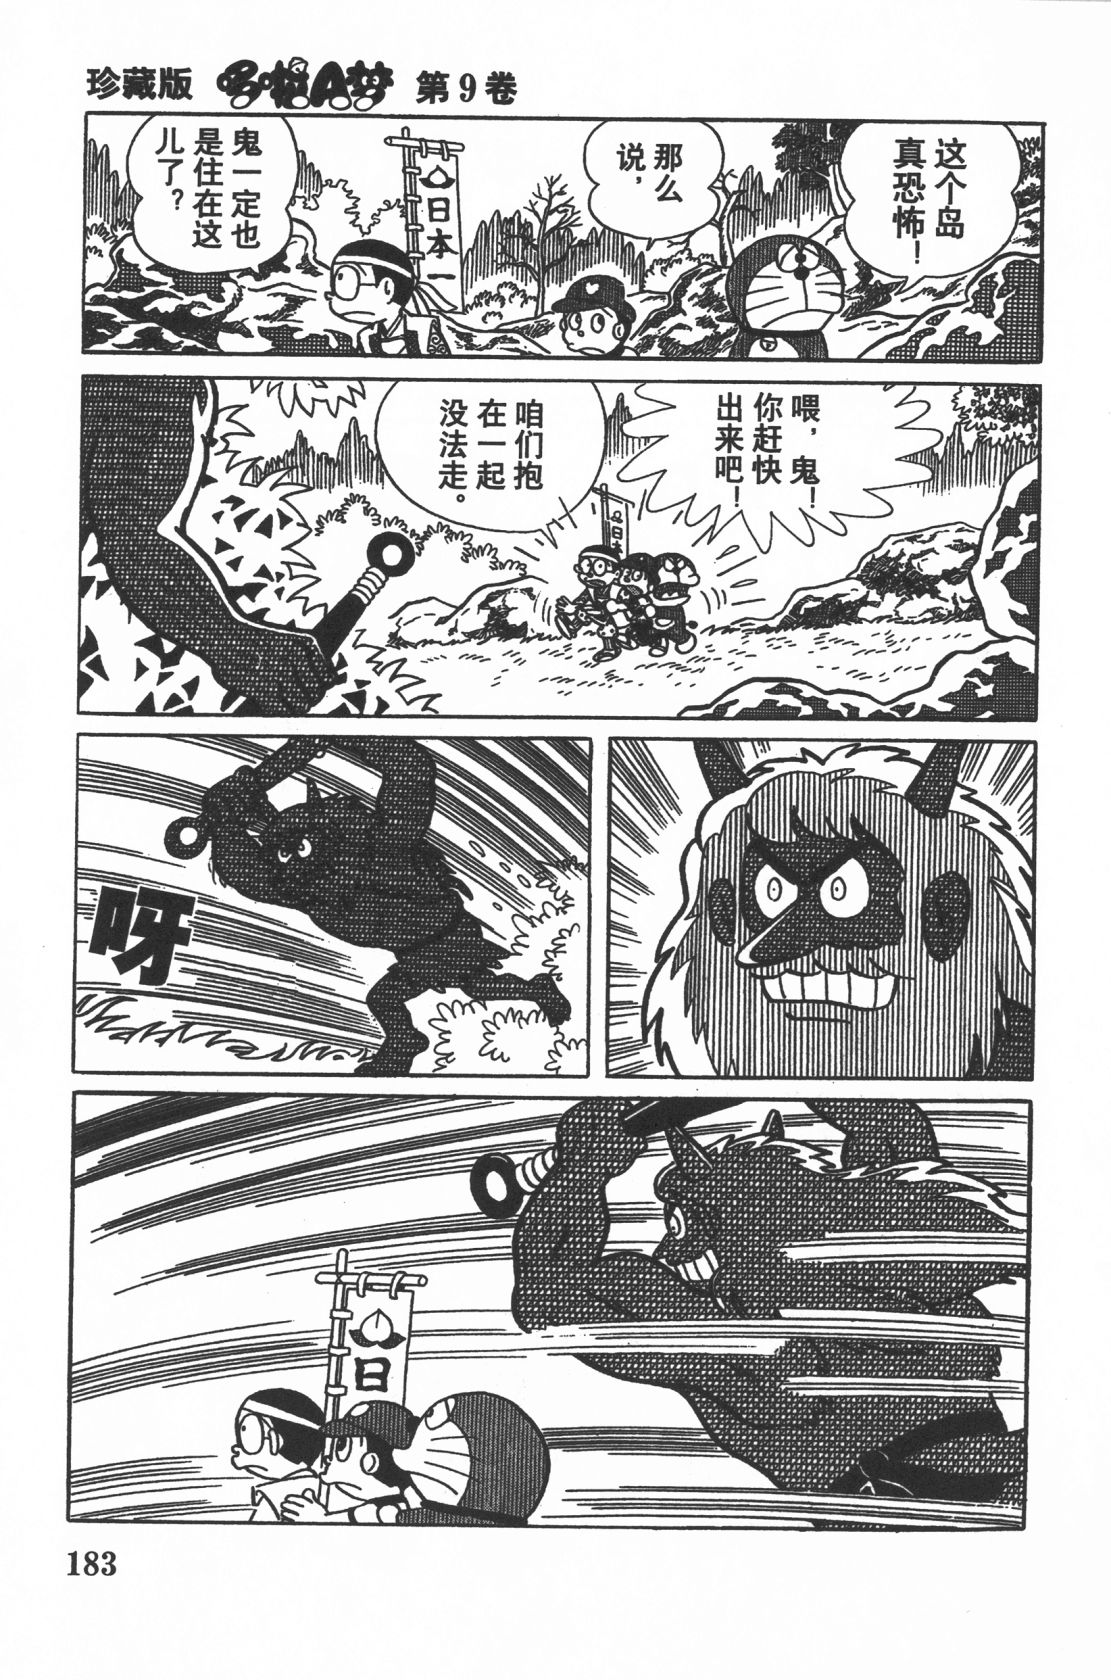 珍藏版 哆啦A梦 第9卷
这个岛
真恐怖！
那么
说，
鬼一定也
是住在这
儿了？
日本一
喂，鬼！
你赶快
出来吧！
咱们抱
在一起
没法走。
日本
呀
日
183